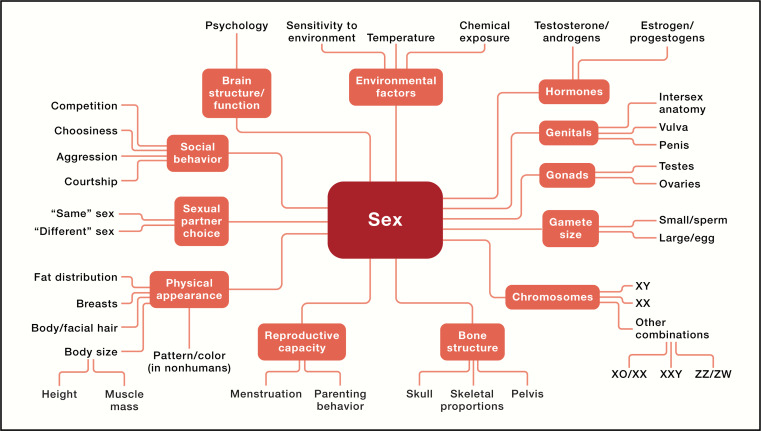 Psychology
Sensitivity to
environment
Temperature
Chemical
exposure
Testosterone/
androgens
Estrogen/
progestogens
Brain
structure/
function
Environmental
factors
Hormones
Competition
Choosiness
Aggression
Courtship
Social
behavior
Genitals
Intersex
anatomy
Vulva
Penis
Gonads
Testes
Ovaries
“Same” sex
“Different” sex
Sexual
partner
choice
Sex
Gamete
size
Small/sperm
Large/egg
Fat distribution
Breasts
Body/facial hair
Body size
Physical
appearance
Chromosomes
XY
XX
Other
combinations
Pattern/color
(in nonhumans)
Reproductive
capacity
Bone
structure
XO/XX
XXY
ZZ/ZW
Height
Muscle
mass
Menstruation
Parenting
behavior
Skull
Skeletal
proportions
Pelvis